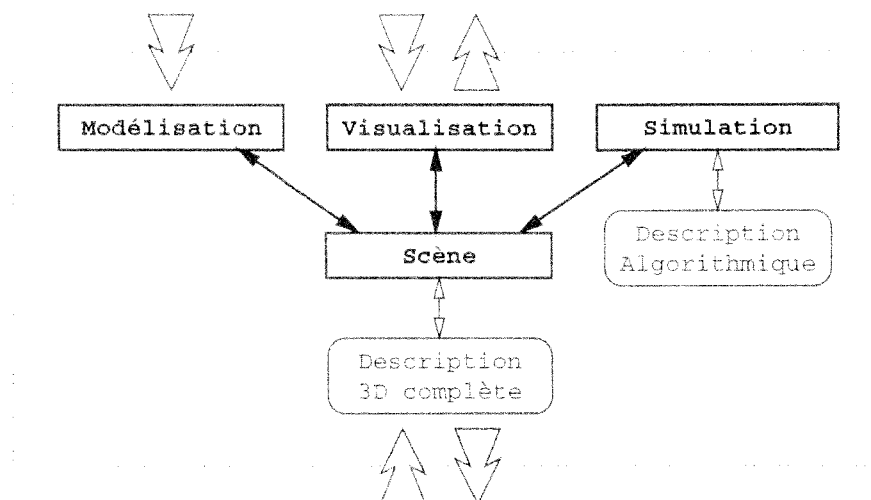 Modélisation
Visualisation
Simulation
Description
Algorithmique
Scène
Description
3D complète